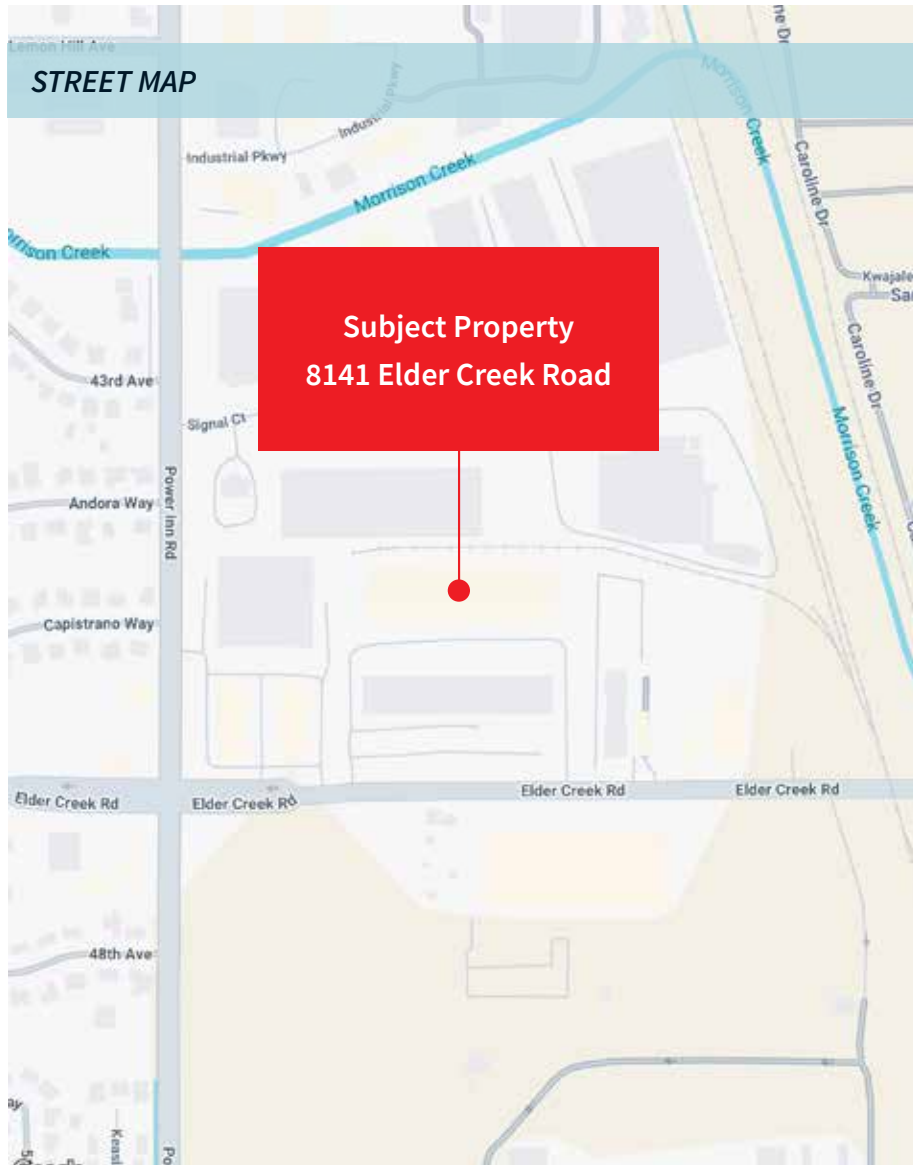 Lemon Hill Ave
STREET MAP
Morrison Creek
Industrial Pkwy
Industrial Pkwy
Morrison Creek
Caroline Dr
Creek
Subject Property
8141 Elder Creek Road
43rd Ave
Signal Ct
Caroline Dr
Morrison Creek
Andora Way
Power Inn Rd
Capistrano Way
Elder Creek Rd
Elder Creek Rd
Elder Creek Rd
Elder Creek Rd
48th Ave